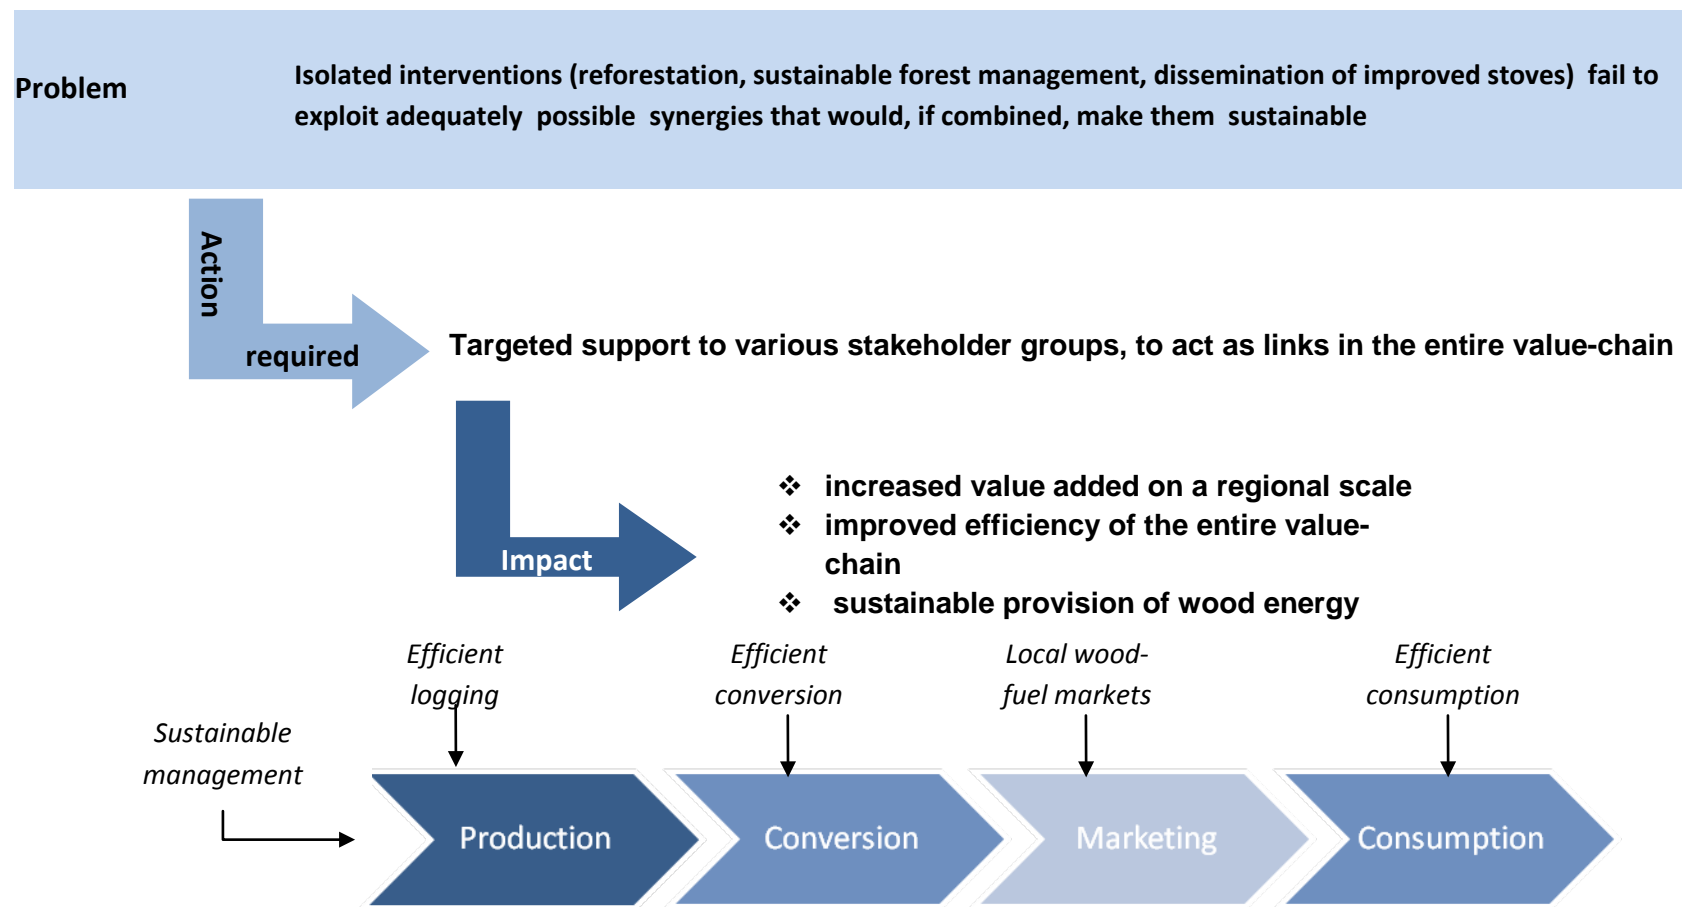 Problem
Isolated interventions (reforestation, sustainable forest management, dissemination of improved stoves) fail to
exploit adequately possible synergies that would, if combined, make them sustainable
Action
required
Targeted support to various stakeholder groups, to act as links in the entire value-chain
Impact
❖ increased value added on a regional scale
❖ improved efficiency of the entire value-
chain
❖ sustainable provision of wood energy
Efficient
logging
Efficient
conversion
Local wood-
fuel markets
Efficient
consumption
Sustainable
management
Production
Conversion
Marketing
Consumption